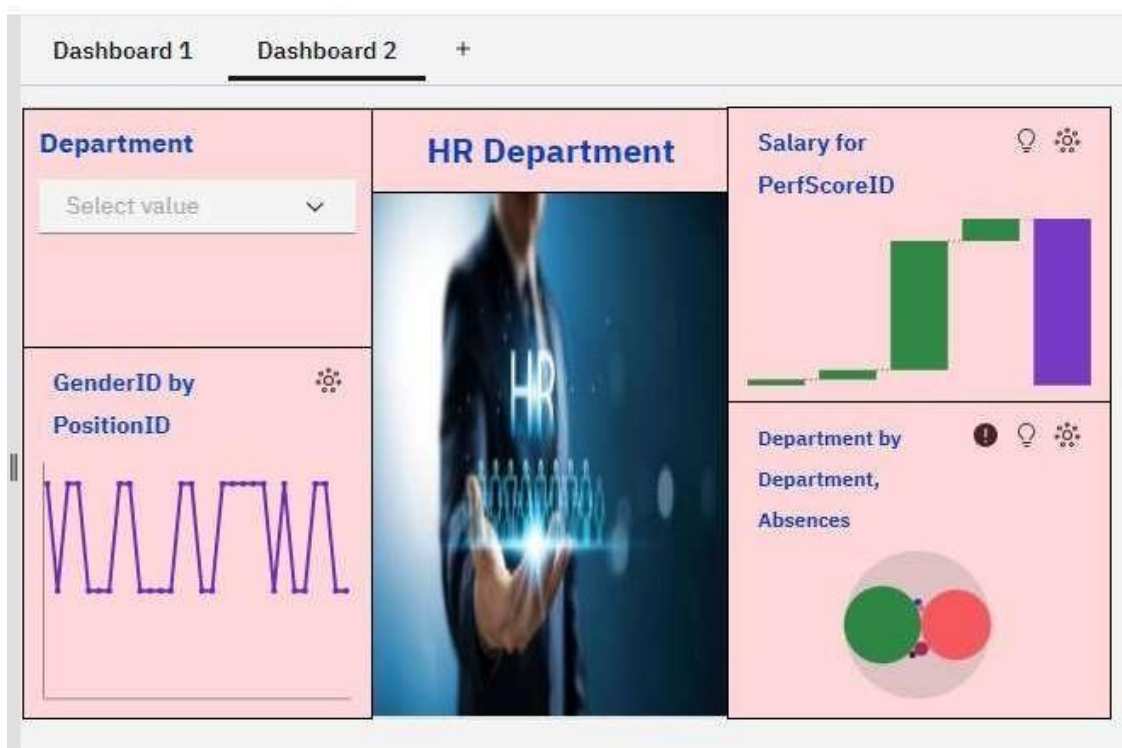 Dashboard 1
Dashboard 2
+
Department
Select value
HR Department
HR
Salary for
PerfScoreID
GenderID by
PositionID
Department by
Department,
Absences